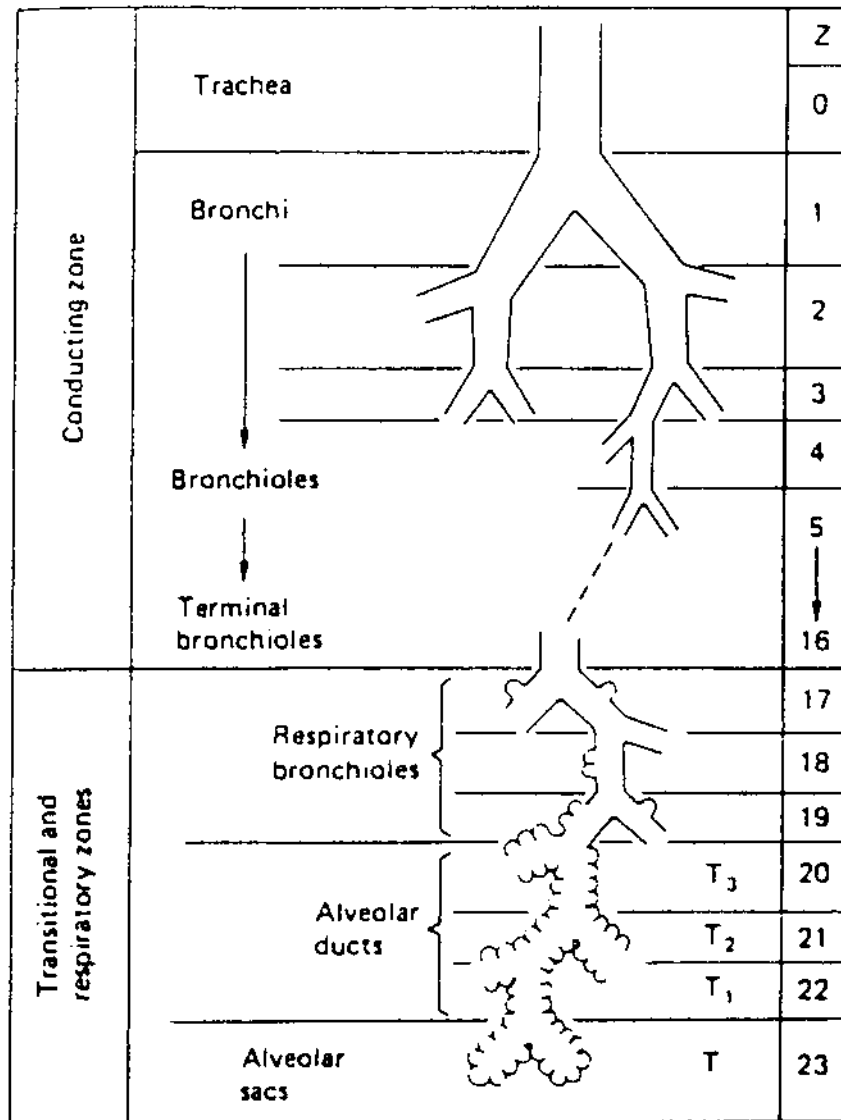 Z
Trachea
0
Bronchi
1
2
3
4
Bronchioles
5
Terminal
bronchioles
16
Conducting zone
17
Respiratory
bronchioles
18
19
T3
20
Alveolar
ducts
T2
21
T1
22
Alveolar
sacs
T
23
Transitional and
respiratory zones